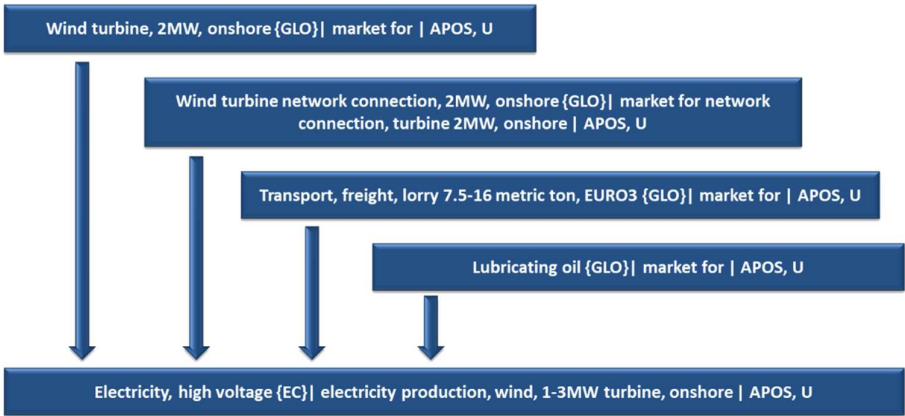 Wind turbine, 2MW, onshore {GLO}| market for | APOS, U
Wind turbine network connection, 2MW, onshore {GLO}| market for network
connection, turbine 2MW, onshore | APOS, U
Transport, freight, lorry 7.5-16 metric ton, EURO3 {GLO}| market for | APOS, U
Lubricating oil {GLO}| market for | APOS, U
Electricity, high voltage {EC}| electricity production, wind, 1-3MW turbine, onshore | APOS, U